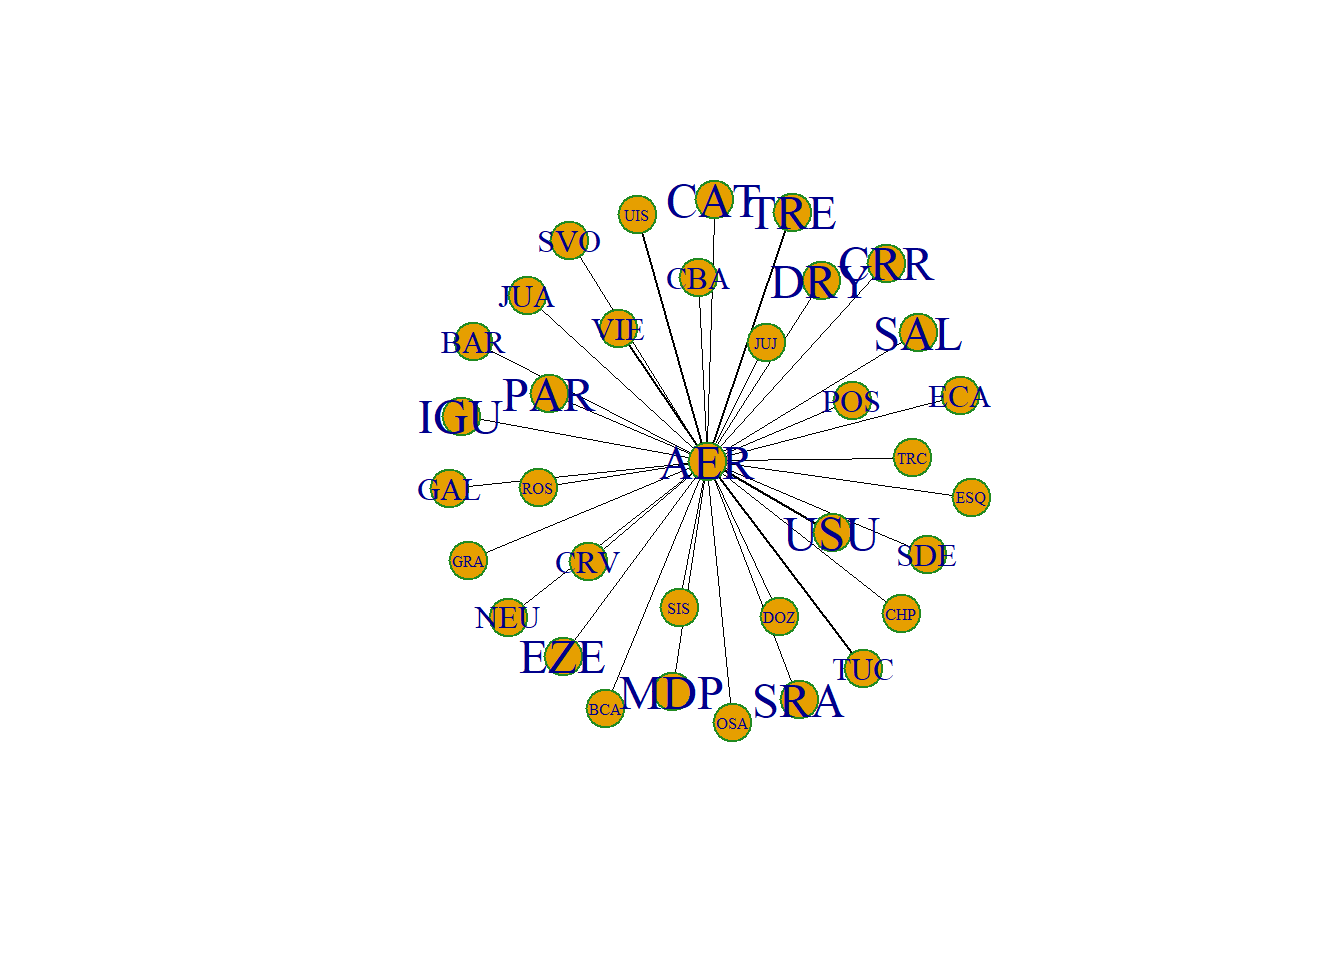 CAT
TRE
UIS
SVO
CRR
CBA
DRY
JUA
VIE
SAL
BAR
JUJ
PAR
ECA
POS
IGU
TRC
AER
GAL
ROS
ESQ
USU
SDE
GRA
CRV
SIS
CHP
NEU
DOZ
EZE
TUC
MDP
SRA
BCA
OSA